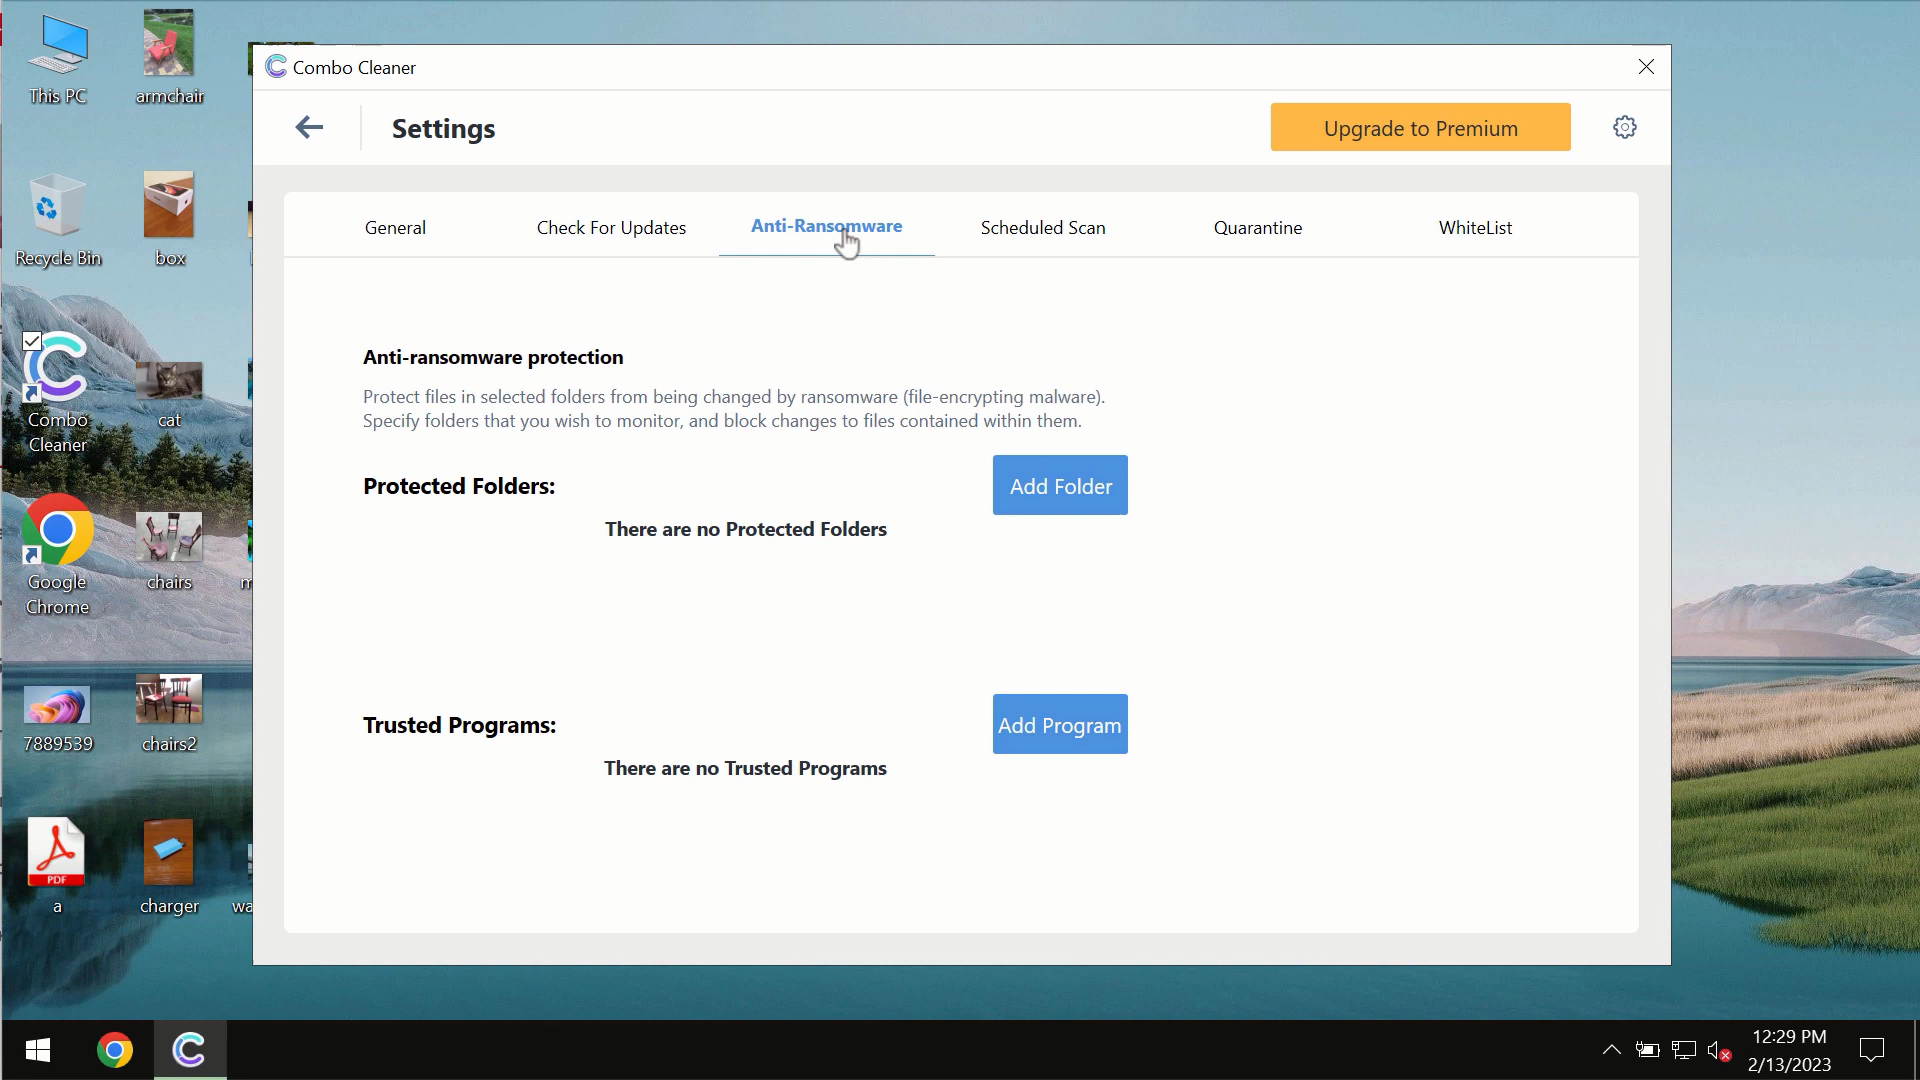 Combo Cleaner
Settings
Upgrade to Premium
General
Check For Updates
Anti-Ransomware
Scheduled Scan
Quarantine
WhiteList
Anti-ransomware protection
Protect files in selected folders from being changed by ransomware (file-encrypting malware).
Specify folders that you wish to monitor, and block changes to files contained within them.
Protected Folders:
Add Folder
There are no Protected Folders
Trusted Programs:
Add Program
There are no Trusted Programs
This PC
armchair
Recycle Bin
box
Combo
Cleaner
cat
Google
Chrome
chairs
7889539
chairs2
PDF
a
charger
12:29 PM
2/13/2023